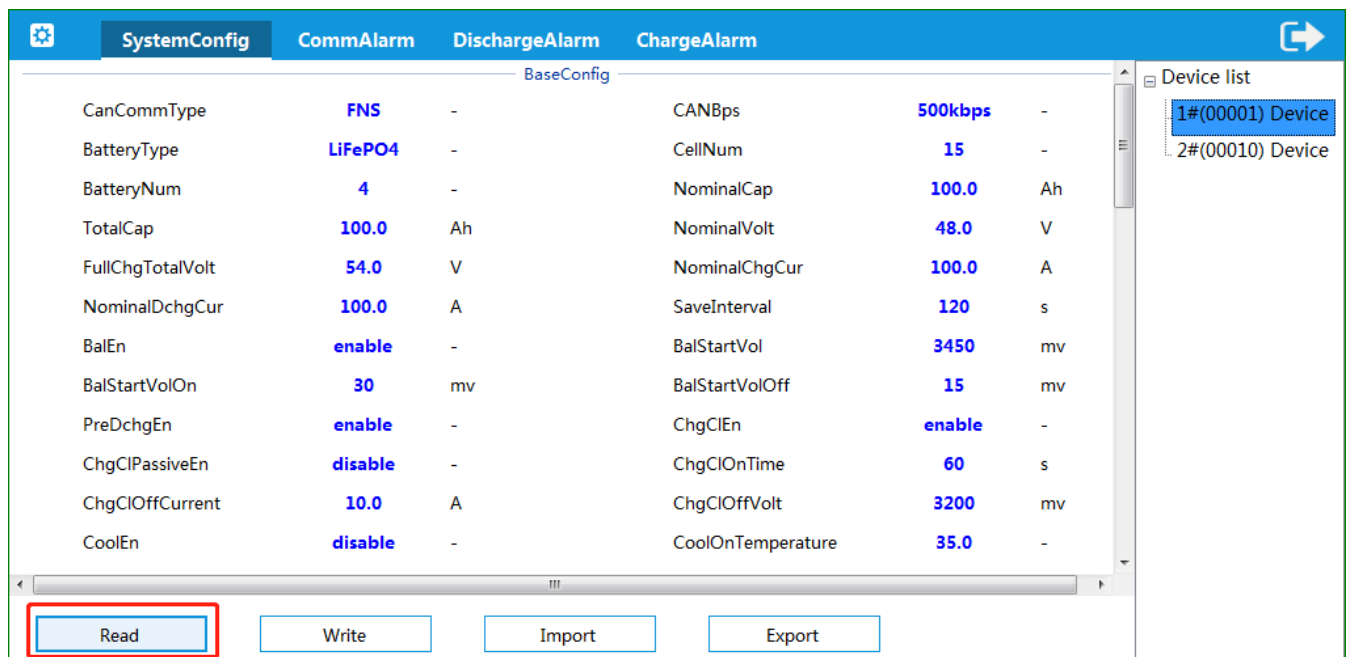 SystemConfig CommAlarm DischargeAlarm ChargeAlarm
BaseConfig
CanCommType FNS - CANBps 500kbps -
BatteryType LiFePO4 - CellNum 15 -
BatteryNum 4 - NominalCap 100.0 Ah
TotalCap 100.0 Ah NominalVolt 48.0 V
FullChgTotalVolt 54.0 V NominalChgCur 100.0 A
NominalDchgCur 100.0 A SaveInterval 120 s
BalEn enable - BalStartVol 3450 mv
BalStartVolOn 30 mv BalStartVolOff 15 mv
PreDchgEn enable - ChgClEn enable -
ChgClPassiveEn disable - ChgClOnTime 60 s
ChgClOffCurrent 10.0 A ChgClOffVolt 3200 mv
CoolEn disable - CoolOnTemperature 35.0 -
Read Write Import Export
Device list
1#(00001) Device
2#(00010) Device